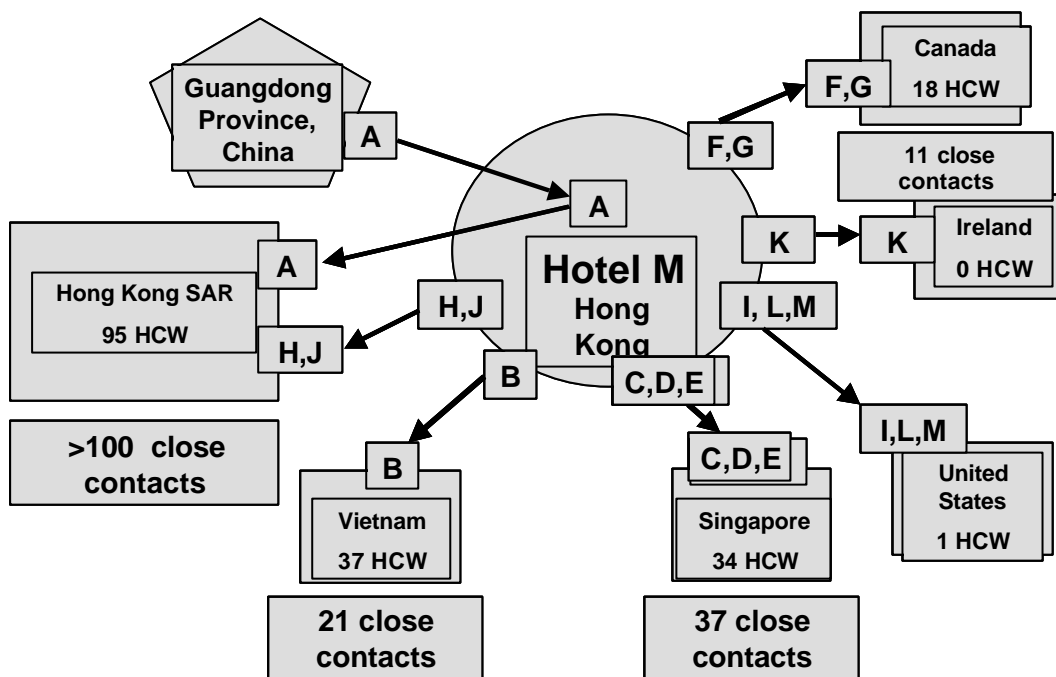 Guangdong
Province,
China
A
F,G
Canada
18 HCW
F,G
11 close
contacts
A
K
K
Ireland
0 HCW
A
Hong Kong SAR
95 HCW
H,J
H,J
Hotel M
Hong
Kong
I, L,M
B
C,D,E
>100  close
contacts
B
Vietnam
37 HCW
C,D,E
Singapore
34 HCW
I,L,M
United
States
1 HCW
21 close
contacts
37 close
contacts